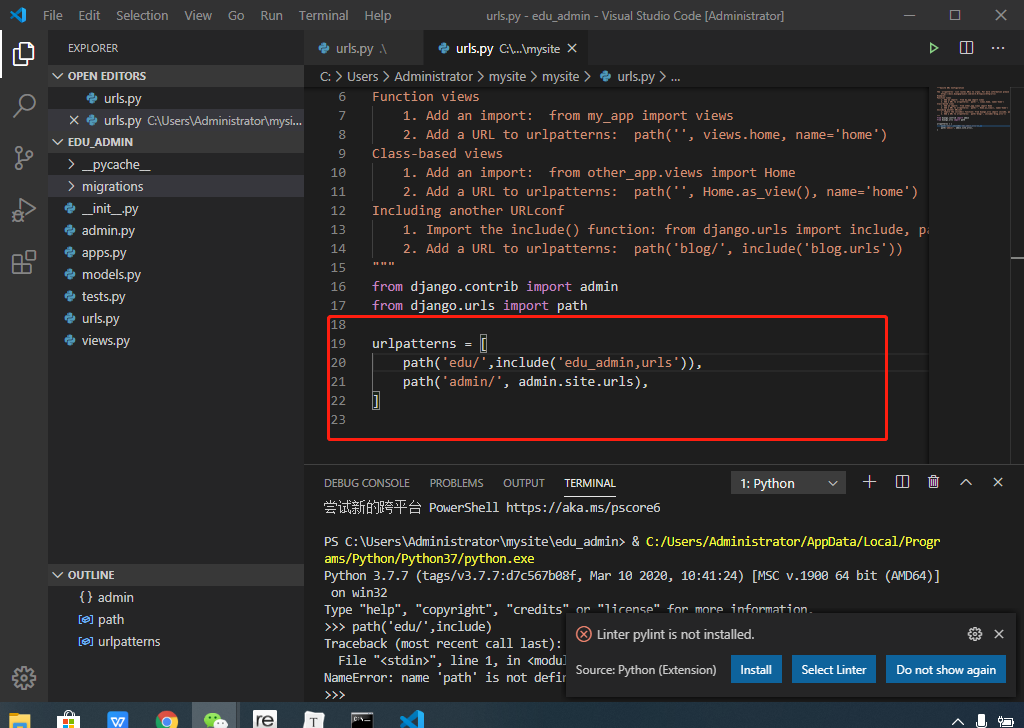 File Edit Selection View Go Run Terminal Help urls.py - edu_admin - Visual Studio Code [Administrator]
EXPLORER
OPEN EDITORS
urls.py
urls.py C:\Users\Administrator\mysi...
EDU_ADMIN
__pycache__
migrations
__init__.py
admin.py
apps.py
models.py
tests.py
urls.py
views.py
OUTLINE
{} admin
path
urlpatterns
urls.py .\
urls.py C:\...\mysite
C: > Users > Administrator > mysite > mysite > urls.py > ...
6 Function views
7 1. Add an import:  from my_app import views
8 2. Add a URL to urlpatterns:  path('', views.home, name='home')
9 Class-based views
10 1. Add an import:  from other_app.views import Home
11 2. Add a URL to urlpatterns:  path('', Home.as_view(), name='home')
12 Including another URLconf
13 1. Import the include() function: from django.urls import include, pa
14 2. Add a URL to urlpatterns:  path('blog/', include('blog.urls'))
15 """
16 from django.contrib import admin
17 from django.urls import path
18
19 urlpatterns = [
20 path('edu/',include('edu_admin,urls')),
21 path('admin/', admin.site.urls),
22 ]
23
DEBUG CONSOLE PROBLEMS OUTPUT TERMINAL 1: Python
尝试新的跨平台 PowerShell https://aka.ms/pscore6
PS C:\Users\Administrator\mysite\edu_admin> & C:/Users/Administrator/AppData/Local/Progr
ams/Python/Python37/python.exe
Python 3.7.7 (tags/v3.7.7:d7c567b08f, Mar 10 2020, 10:41:24) [MSC v.1900 64 bit (AMD64)]
on win32
Type "help", "copyright", "credits" or "license" for more information.
>>> path('edu/',include)
Traceback (most recent call last):
File "<stdin>", line 1, in <modul
NameError: name 'path' is not defin
>>>
Linter pylint is not installed.
Source: Python (Extension) Install Select Linter Do not show again
W re T